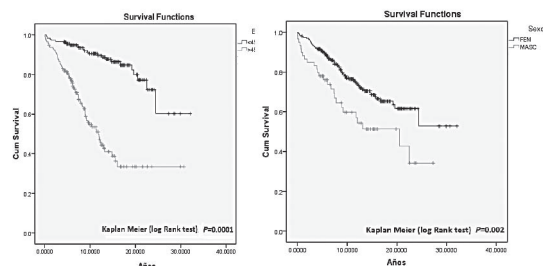 Survival Functions
Cum Survival
1.0
0.8
0.6
0.4
0.2
0.0
Kaplan Meier (log Rank test) P=0.0001
.0000 10.0000 20.0000 30.0000 40.0000
Años
Survival Functions
Sexo
FEM
MASC
Cum Survival
1.0
0.8
0.6
0.4
0.2
0.0
Kaplan Meier (log Rank test) P=0.002
.0000 10.0000 20.0000 30.0000 40.0000
Años